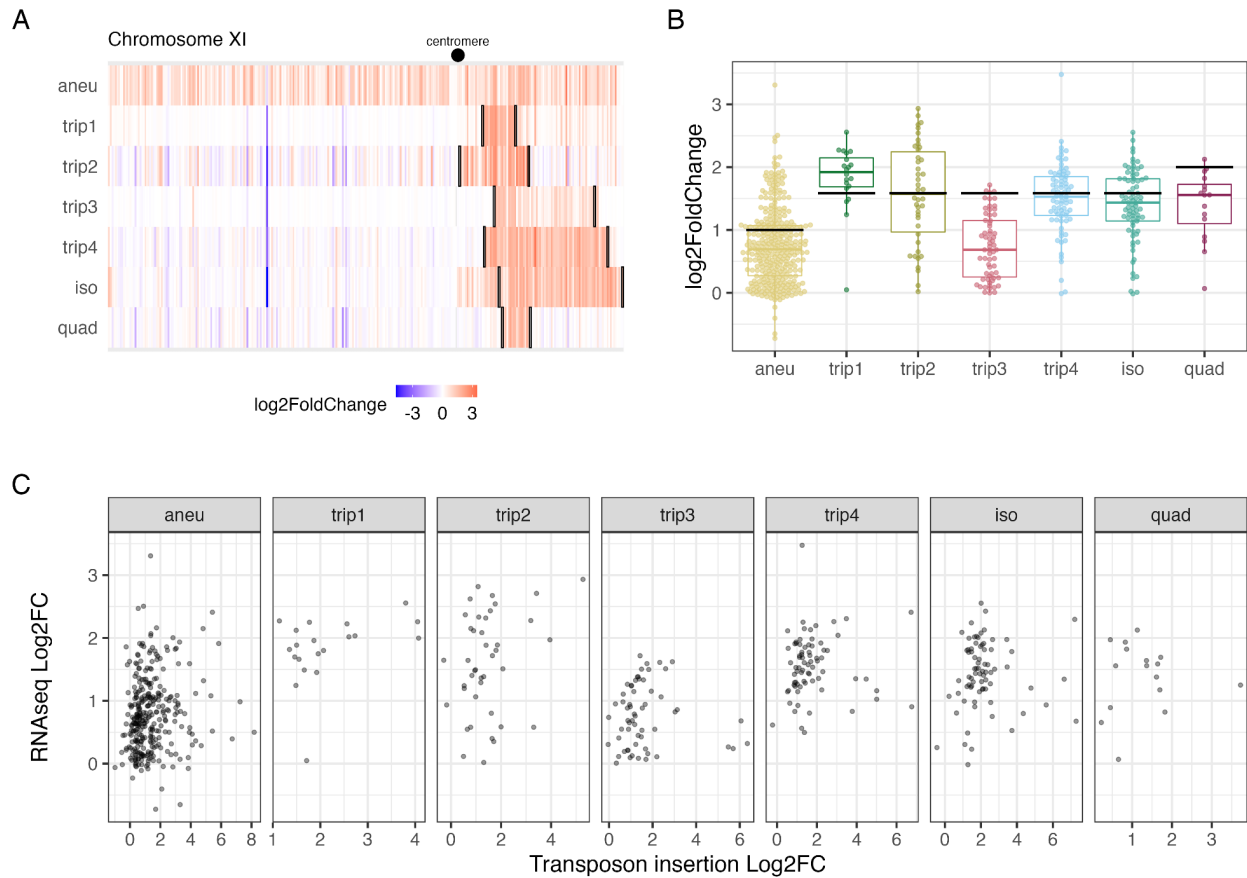 A
Chromosome XI
centromere
aneu
trip1
trip2
trip3
trip4
iso
quad
log2FoldChange
-3 0 3
B
log2FoldChange
3
2
1
0
aneu trip1 trip2 trip3 trip4 iso quad
C
aneu trip1 trip2 trip3 trip4 iso quad
RNAseq Log2FC
3
2
1
0
0 2 4 6 8 1 2 3 4 0 2 4 0 2 4 6 0 2 4 6 0 2 4 6 1 2 3
Transposon insertion Log2FC